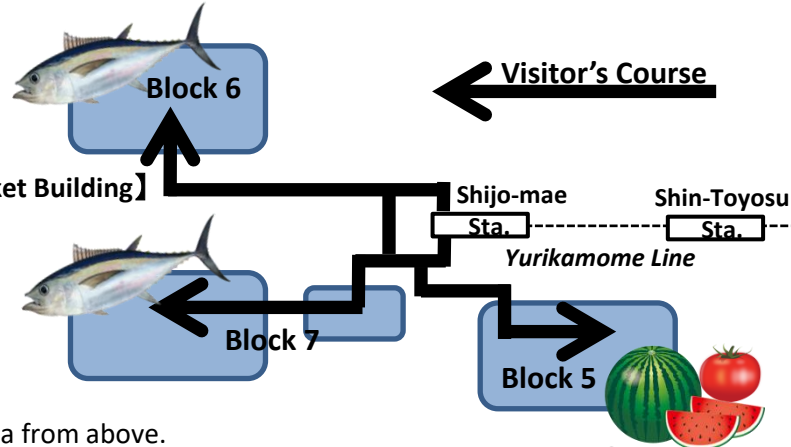 Block 6
Visitor's Course
ket Building】
Shijo-mae
Shin-Toyosu
Sta.
Sta.
Yurikamome Line
Block 7
Block 5
a from above.